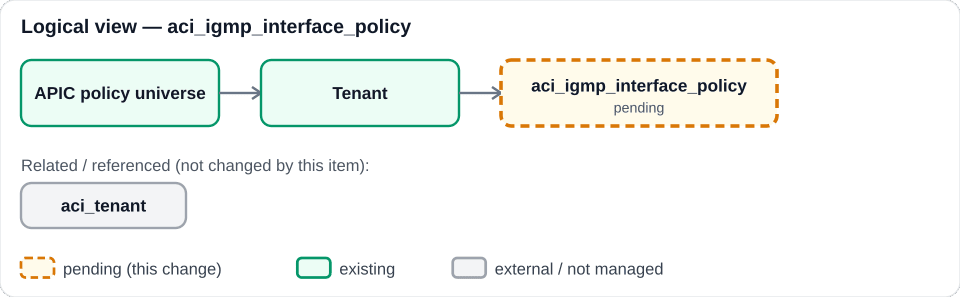 Logical view — aci_igmp_interface_policy
APIC policy universe
Tenant
aci_igmp_interface_policy
pending
Related / referenced (not changed by this item):
aci_tenant
pending (this change)
existing
external / not managed